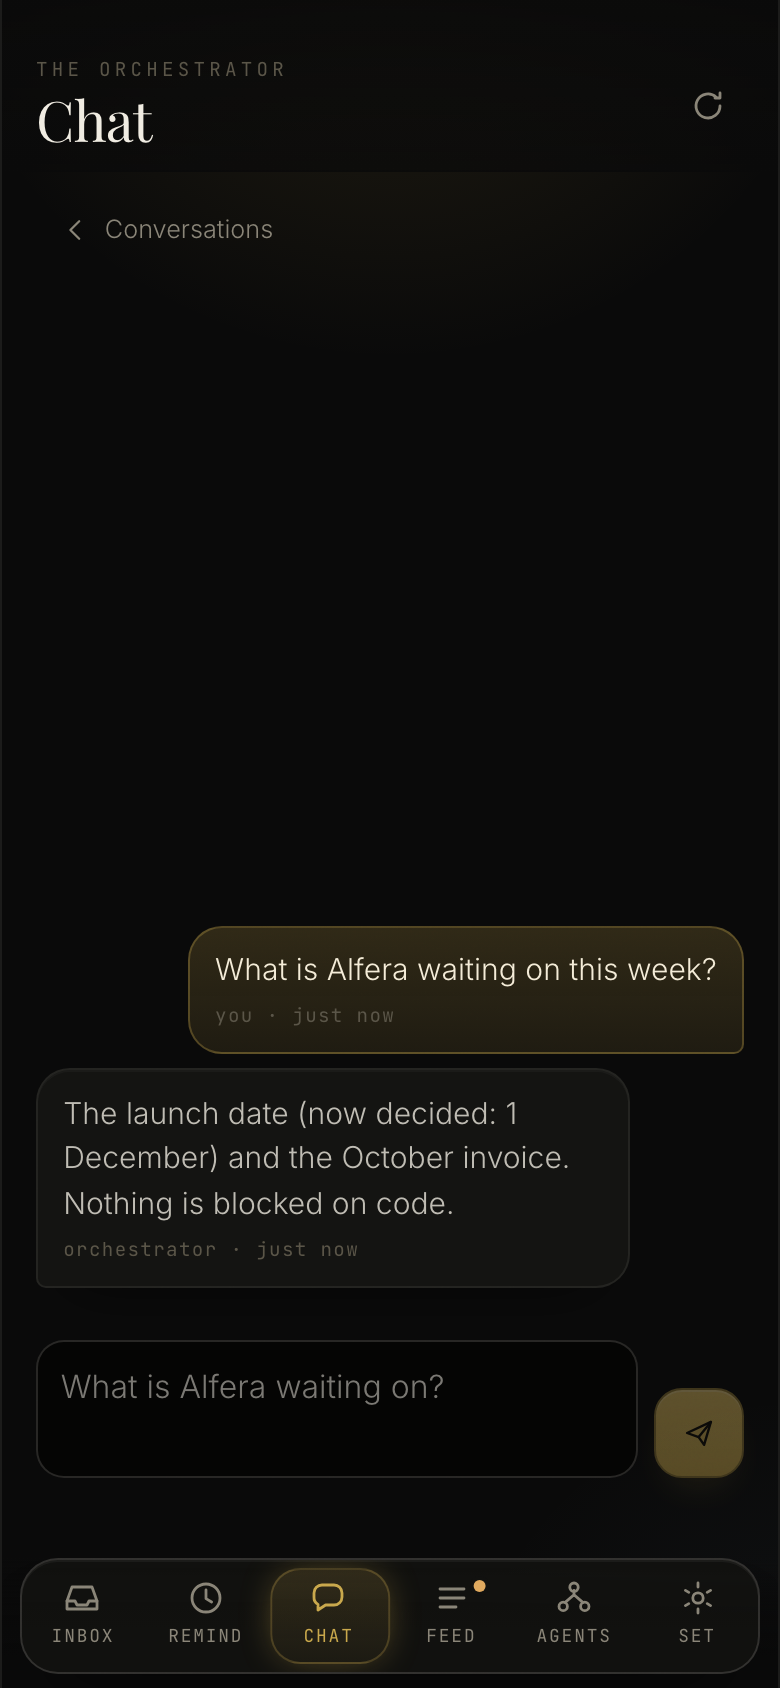 THE ORCHESTRATOR
Chat
Conversations
What is Alfera waiting on this week?
you · just now
The launch date (now decided: 1
December) and the October invoice.
Nothing is blocked on code.
orchestrator · just now
What is Alfera waiting on?
INBOX
REMIND
CHAT
FEED
AGENTS
SET